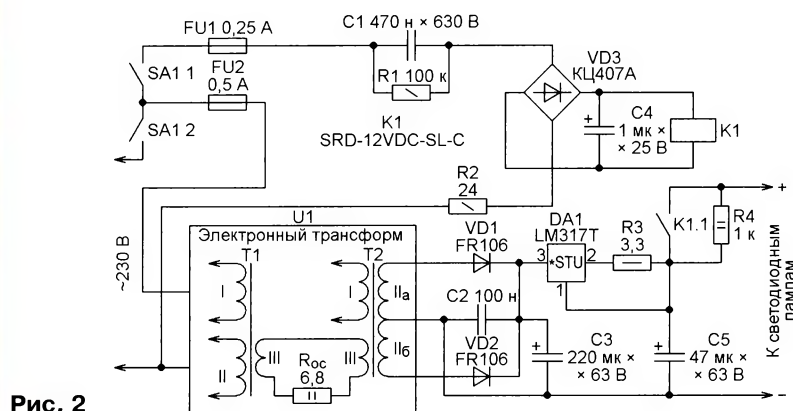 FU1 0,25 А
C1 470 н × 630 В
SA1 1
FU2
0,5 А
R1 100 к
VD3
КЦ407А
SA1 2
K1
SRD-12VDC-SL-C
C4
1 мк ×
× 25 В
K1
R2
24
~230 В
U1
Электронный трансформ
T1
T2
I
II
III
Rос
6,8
III
I
IIа
IIб
VD1
FR106
C2 100 н
VD2
FR106
DA1
LM317T
3
*STU
2
1
R3
3,3
K1.1
R4
1 к
C3
220 мк ×
× 63 В
C5
47 мк ×
× 63 В
К светодиодным
лампам
Рис. 2